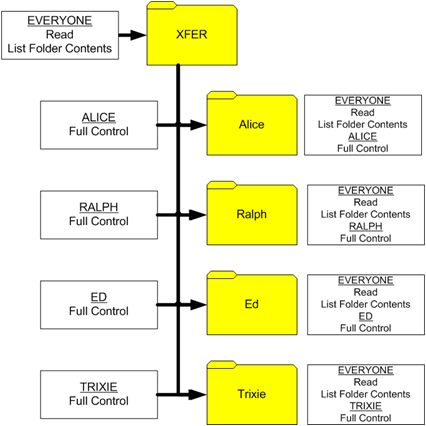 EVERYONE
Read
List Folder Contents
XFER
ALICE
Full Control
Alice
EVERYONE
Read
List Folder Contents
ALICE
Full Control
RALPH
Full Control
Ralph
EVERYONE
Read
List Folder Contents
RALPH
Full Control
ED
Full Control
Ed
EVERYONE
Read
List Folder Contents
ED
Full Control
TRIXIE
Full Control
Trixie
EVERYONE
Read
List Folder Contents
TRIXIE
Full Control